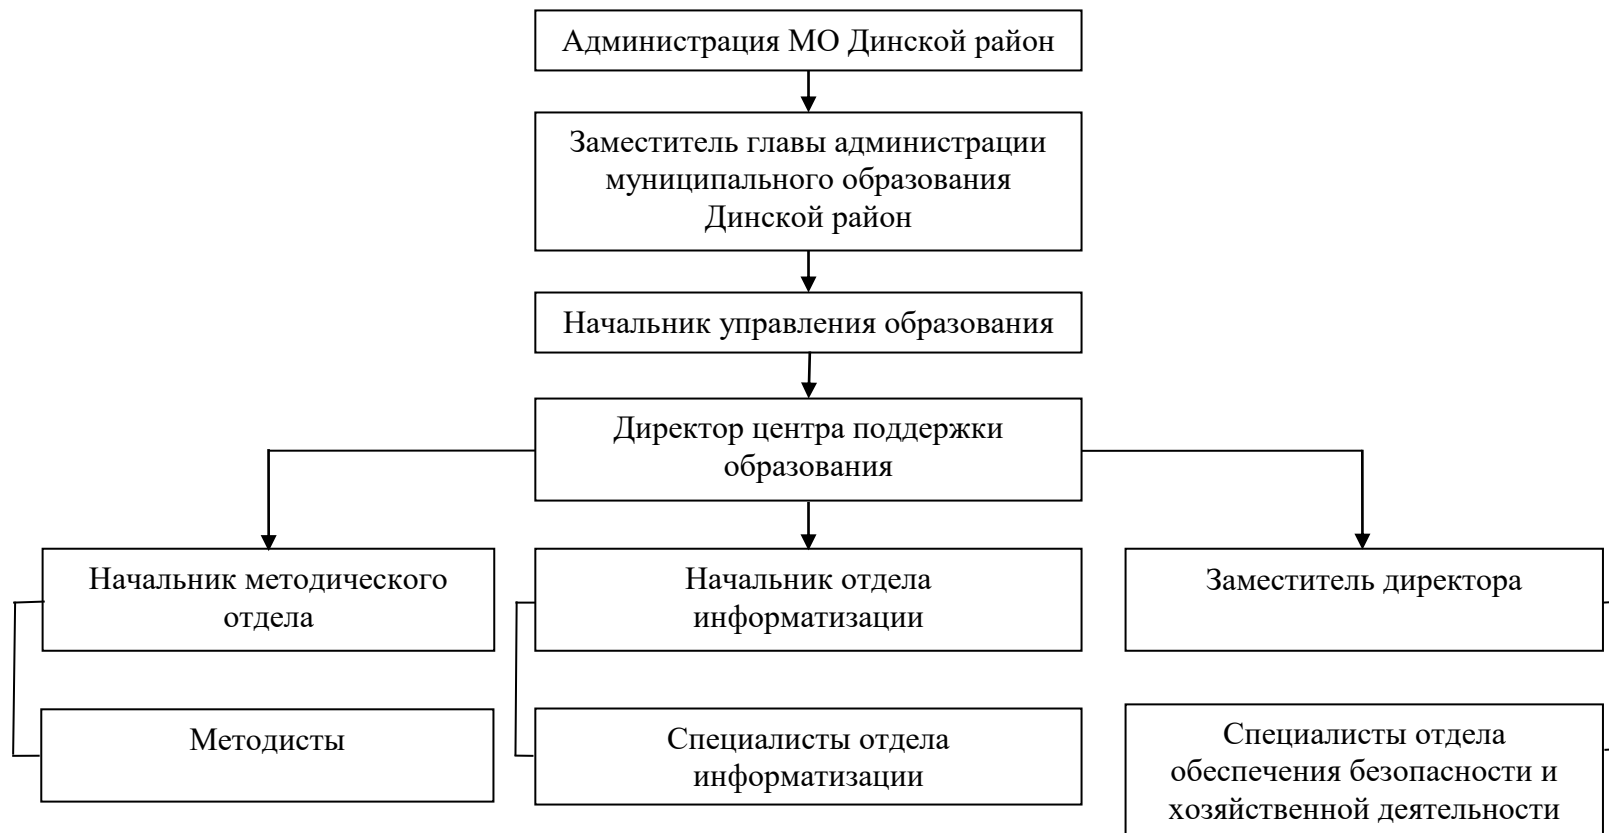 Администрация МО Динской район
Заместитель главы администрации
муниципального образования
Динской район
Начальник управления образования
Директор центра поддержки
образования
Начальник методического
отдела
Начальник отдела
информатизации
Заместитель директора
Методисты
Специалисты отдела
информатизации
Специалисты отдела
обеспечения безопасности и
хозяйственной деятельности